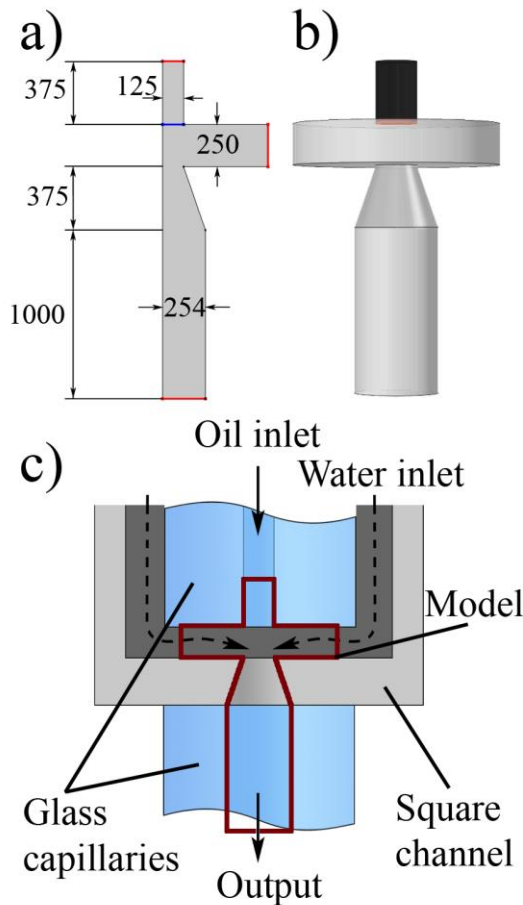 a)
b)
375
125
250
375
1000
254
c)
Oil inlet
Water inlet
Model
Glass
capillaries
Square
channel
Output